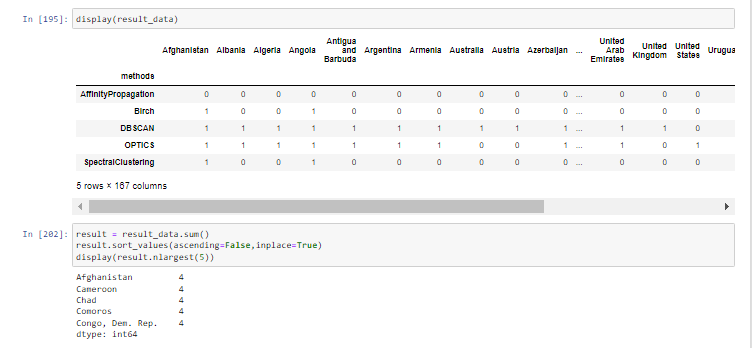 In [195]: display(result_data)
Afghanistan Albania Algeria Angola Antigua and Barbuda Argentina Armenia Australia Austria Azerbaijan ... United Arab Emirates United Kingdom United States
methods
AffinityPropagation 0 0 0 0 0 0 0 0 0 0 ... 0 0 0
Birch 1 0 0 1 0 0 0 0 0 0 ... 0 0 0
DBSCAN 1 1 1 1 1 1 1 1 1 1 ... 1 1 0
OPTICS 1 1 1 1 1 1 1 0 0 1 ... 1 0 1
SpectralClustering 1 0 0 1 0 0 0 0 0 0 ... 0 0 0
5 rows × 167 columns
In [202]: result = result_data.sum()
result.sort_values(ascending=False,inplace=True)
display(result.nlargest(5))
Afghanistan 4
Cameroon 4
Chad 4
Comoros 4
Congo, Dem. Rep. 4
dtype: int64